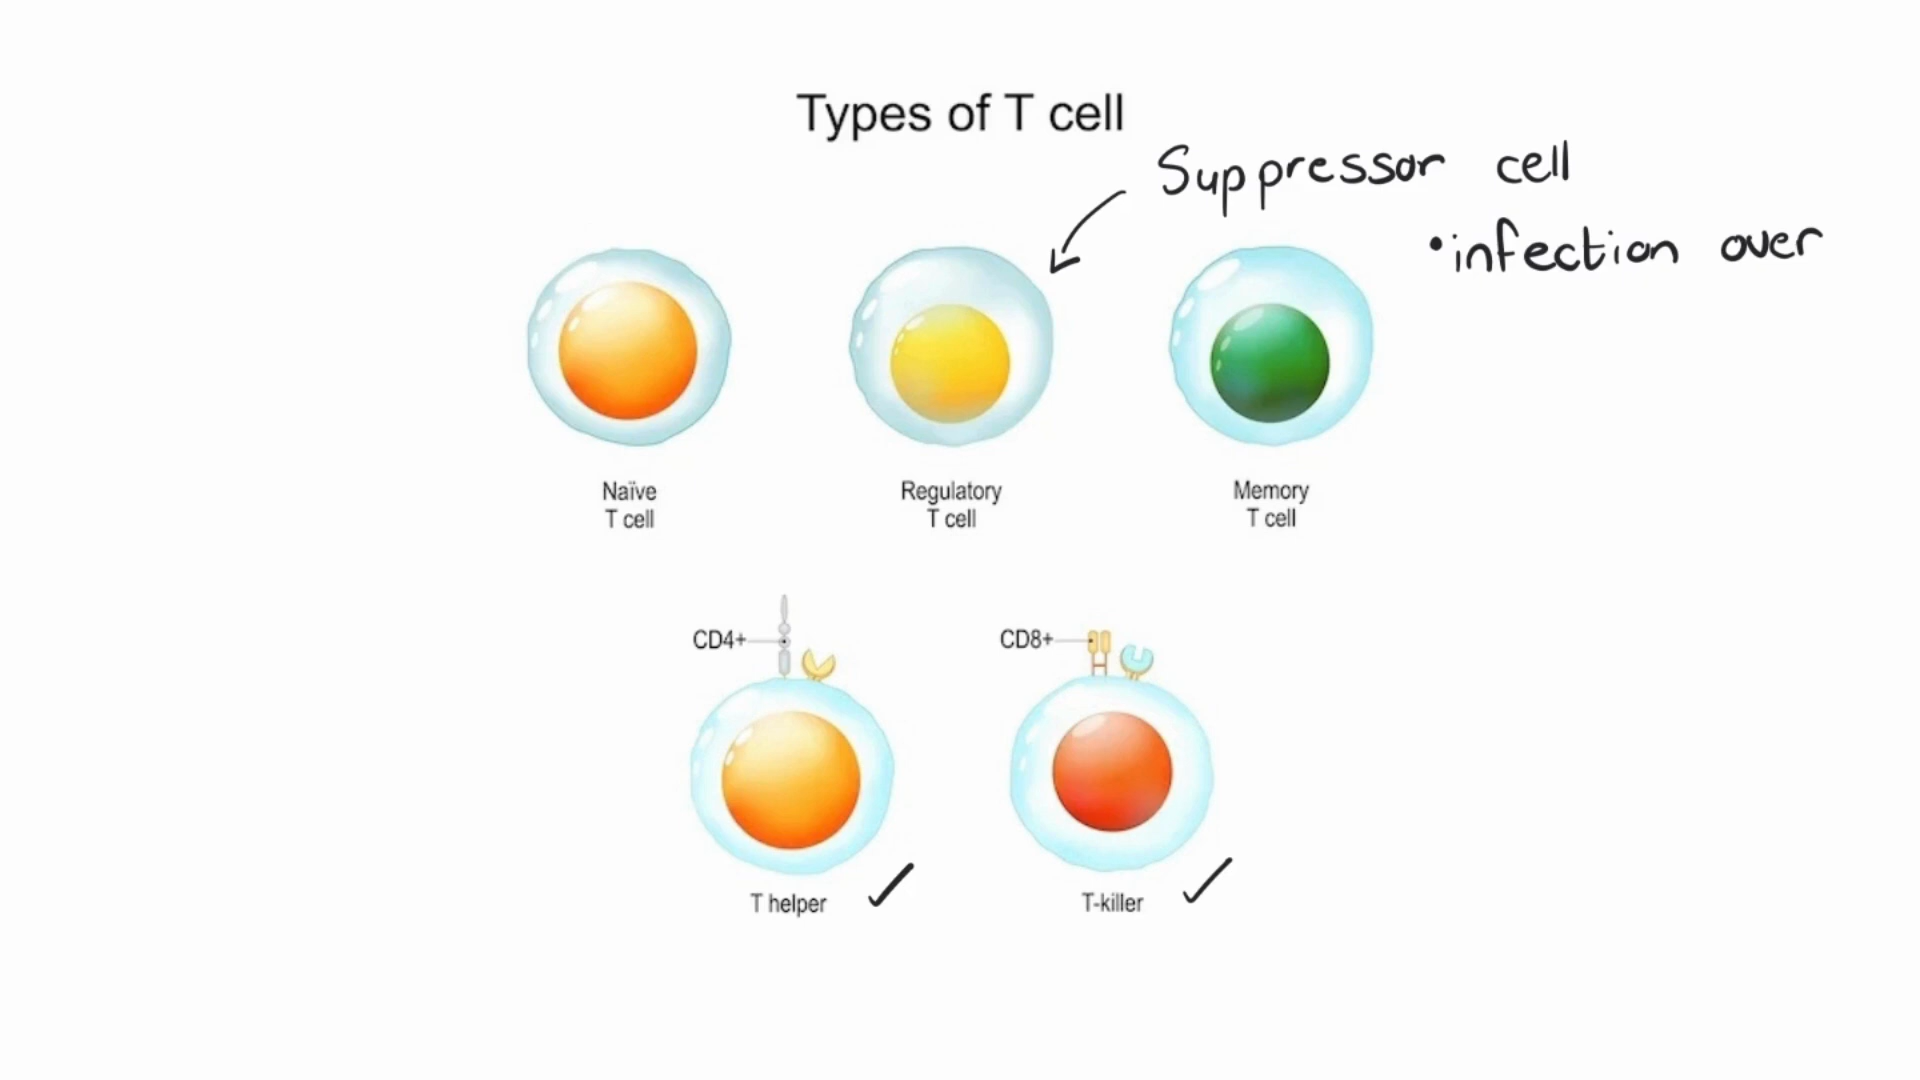 Types of T cell
Suppressor cell
•infection over
Naïve
T cell
Regulatory
T cell
Memory
T cell
CD4+
CD8+
T helper
T-killer